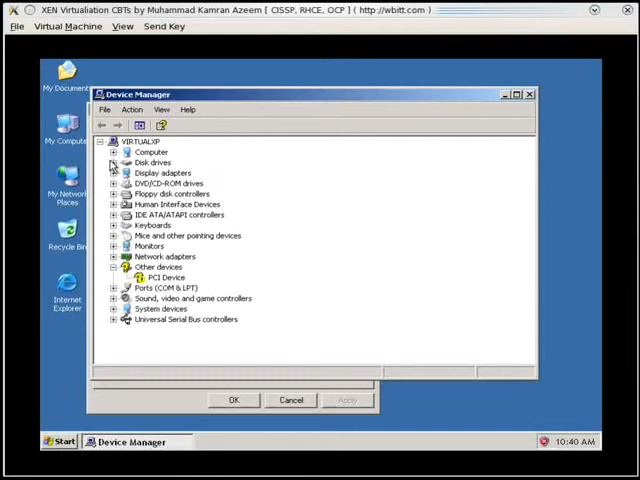 XEN Virtualiation CBTs by Muhammad Kamran Azeem [ CISSP, RHCE, OCP ] ( http://wbitt.com )
File Virtual Machine View Send Key
My Documen
Device Manager
File Action View Help
My Compute
VIRTUALXP
Computer
Disk drives
Display adapters
DVD/CD-ROM drives
Floppy disk controllers
My Network
Places
Human Interface Devices
IDE ATA/ATAPI controllers
Keyboards
Mice and other pointing devices
Recycle Bin
Monitors
Network adapters
Other devices
PCI Device
Ports (COM & LPT)
Internet
Explorer
Sound, video and game controllers
System devices
Universal Serial Bus controllers
OK Cancel Apply
Start Device Manager 10:40 AM